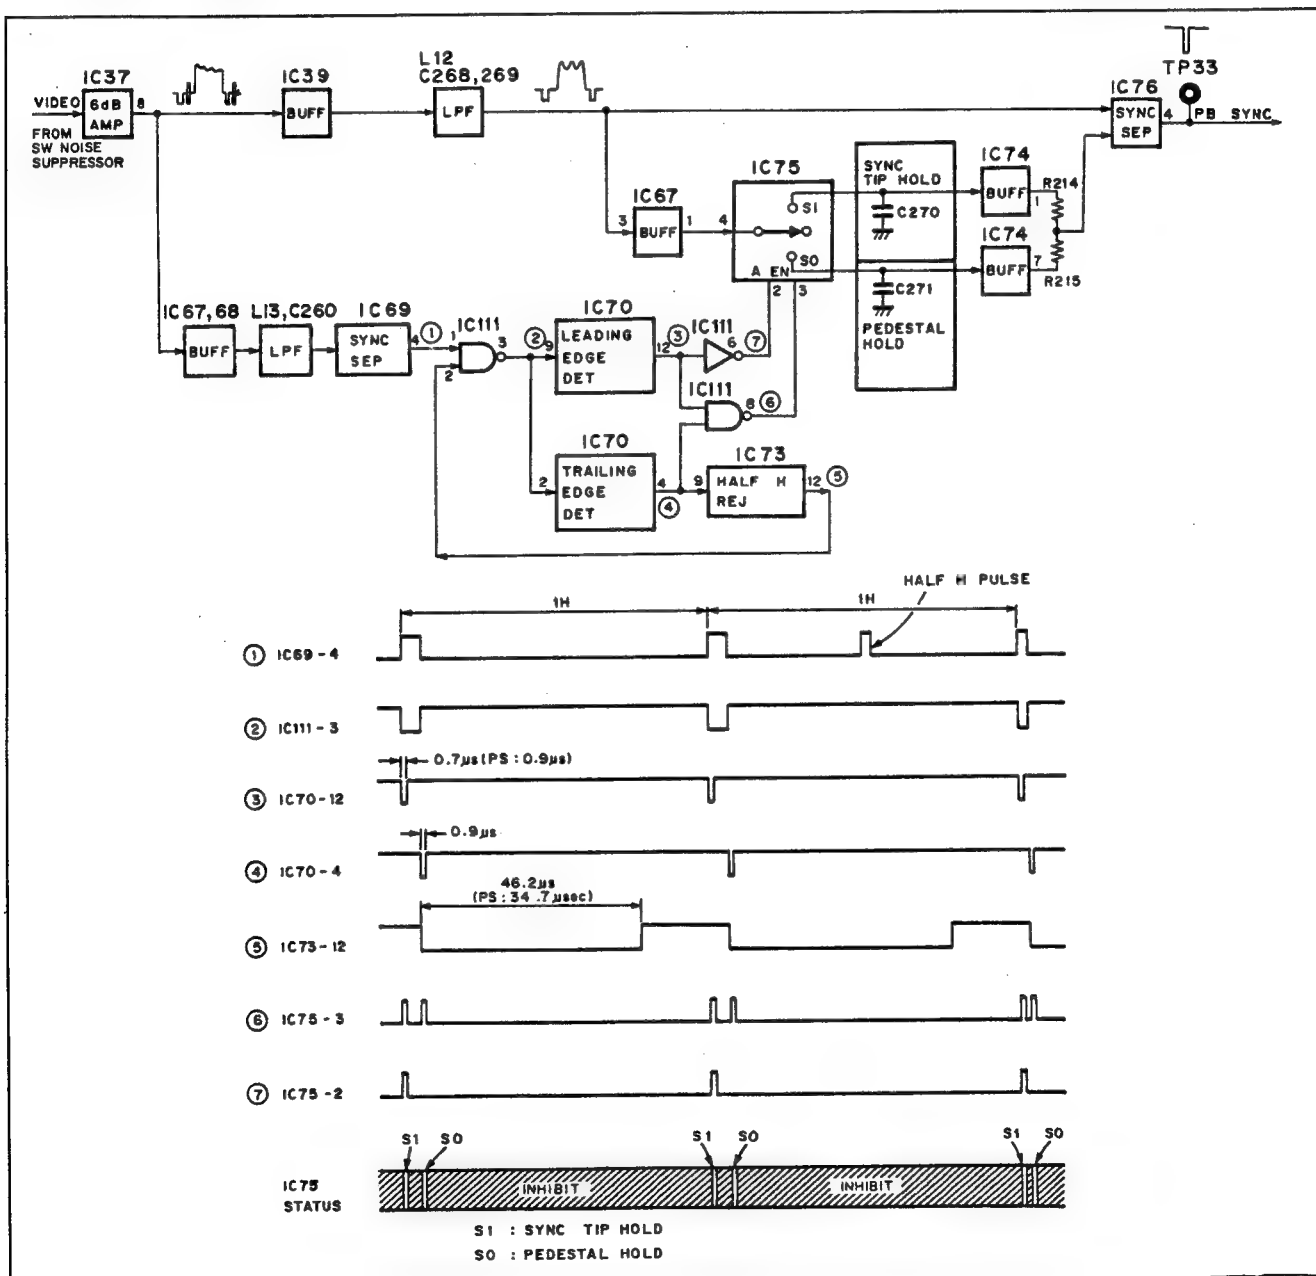 IC37
6dB
AMP
8
VIDEO
FROM
SW NOISE
SUPPRESSOR
IC39
BUFF
L12
C268,269
LPF
TP33
IC76
SYNC
SEP
4
PB SYNC
IC67
3
BUFF
1
IC75
4
S1
S0
A EN
2
3
SYNC
TIP HOLD
C270
C271
PEDESTAL
HOLD
IC74
BUFF
1
R214
IC74
BUFF
7
R215
IC67,68
BUFF
L13,C260
LPF
IC69
SYNC
SEP
4
①
IC111
1
2
3
②
9
IC70
LEADING
EDGE
DET
12
③
IC111
6
⑦
IC111
8
⑥
IC70
2
TRAILING
EDGE
DET
4
④
IC73
9
HALF H
REJ
12
⑤
HALF H PULSE
1H
1H
① IC69-4
② IC111-3
0.7µs(PS:0.9µs)
③ IC70-12
0.9µs
④ IC70-4
46.2µs
(PS:34.7µsec)
⑤ IC73-12
⑥ IC75-3
⑦ IC75-2
S1 S0
S1 S0
S1 S0
IC75
STATUS
INHIBIT
INHIBIT
S1 : SYNC TIP HOLD
S0 : PEDESTAL HOLD